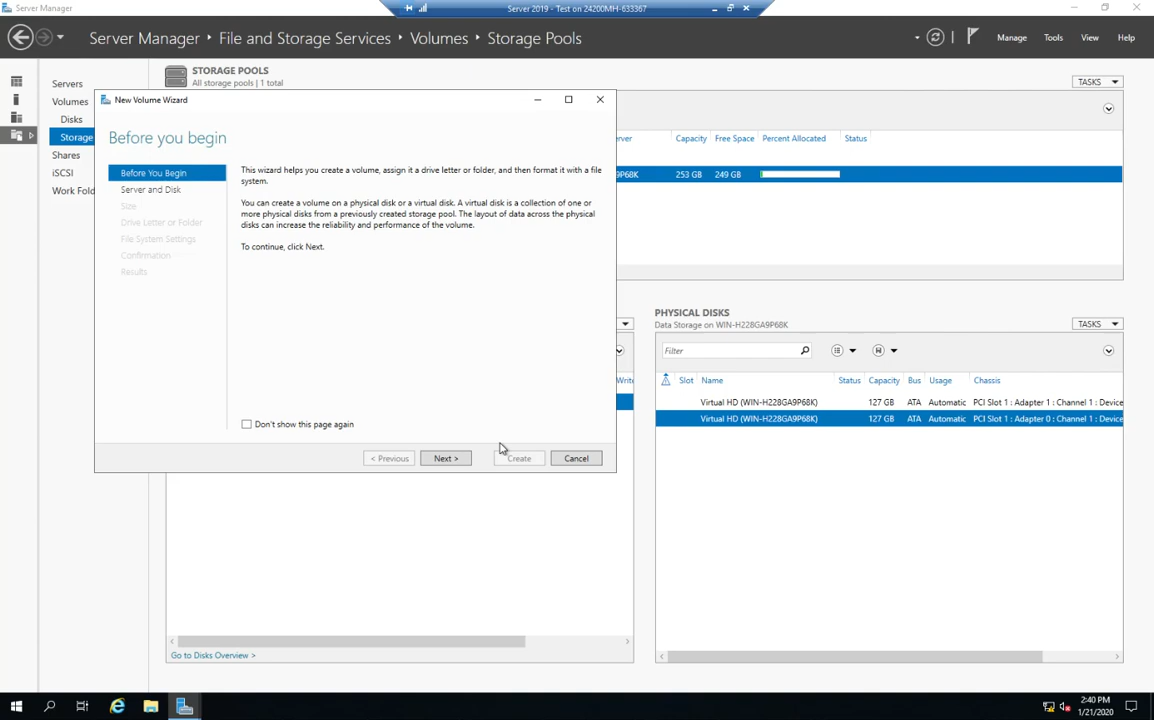 Server Manager
Server 2019 - Test on 24200MH-633367
Server Manager ‣ File and Storage Services ‣ Volumes ‣ Storage Pools
Manage Tools View Help
Servers
Volumes
Disks
Storage
Shares
iSCSI
Work Fold
STORAGE POOLS
All storage pools | 1 total
TASKS
erver Capacity Free Space Percent Allocated Status
9P68K 253 GB 249 GB
New Volume Wizard
Before you begin
Before You Begin
Server and Disk
Size
Drive Letter or Folder
File System Settings
Confirmation
Results
This wizard helps you create a volume, assign it a drive letter or folder, and then format it with a file
system.
You can create a volume on a physical disk or a virtual disk. A virtual disk is a collection of one or
more physical disks from a previously created storage pool. The layout of data across the physical
disks can increase the reliability and performance of the volume.
To continue, click Next.
Don't show this page again
< Previous Next > Create Cancel
Write
Go to Disks Overview >
PHYSICAL DISKS
Data Storage on WIN-H228GA9P68K
TASKS
Filter
Slot Name Status Capacity Bus Usage Chassis
Virtual HD (WIN-H228GA9P68K) 127 GB ATA Automatic PCI Slot 1 : Adapter 1 : Channel 1 : Device
Virtual HD (WIN-H228GA9P68K) 127 GB ATA Automatic PCI Slot 1 : Adapter 0 : Channel 1 : Device
2:40 PM
1/21/2020